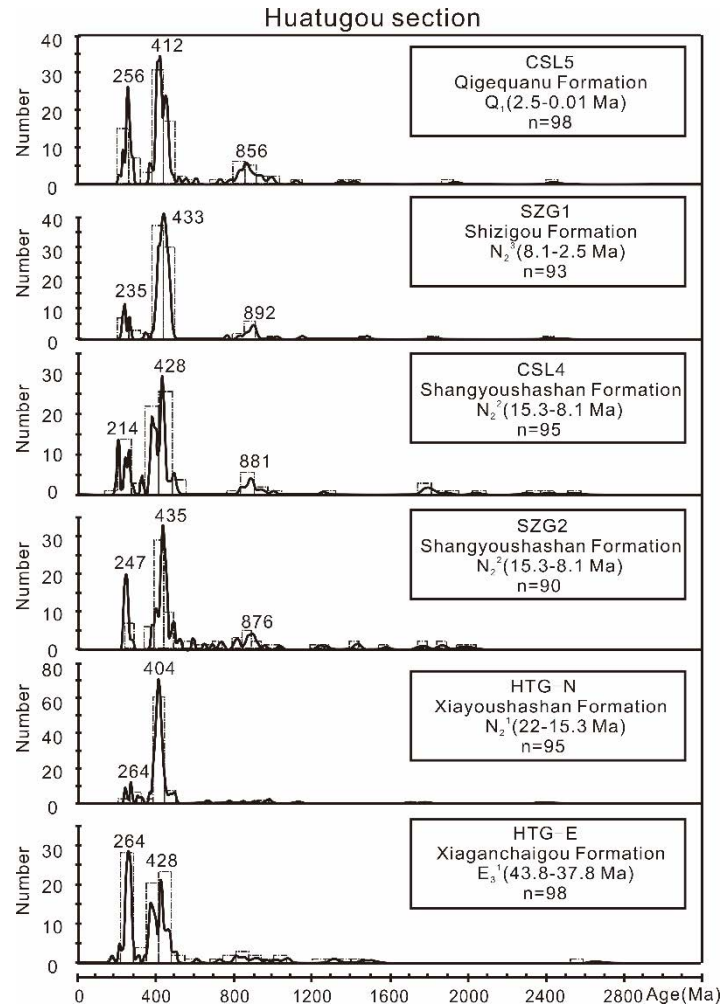 Huatugou section
40
30
20
10
0
Number
256
412
856
CSL5
Qigequanu Formation
Q₁(2.5-0.01 Ma)
n=98
40
30
20
10
0
Number
235
433
892
SZG1
Shizigou Formation
N₂³(8.1-2.5 Ma)
n=93
30
20
10
0
Number
214
428
881
CSL4
Shangyoushashan Formation
N₂²(15.3-8.1 Ma)
n=95
30
20
10
0
Number
247
435
876
SZG2
Shangyoushashan Formation
N₂²(15.3-8.1 Ma)
n=90
80
60
40
20
0
Number
264
404
HTG-N
Xiayoushashan Formation
N₂¹(22-15.3 Ma)
n=95
30
20
10
0
Number
264
428
HTG-E
Xiaganchaigou Formation
E₃¹(43.8-37.8 Ma)
n=98
0 400 800 1200 1600 2000 2400 2800 Age(Ma)